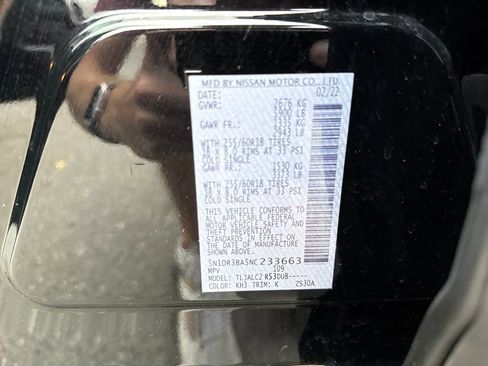 MFD BY NISSAN MOTOR CO., LTD
DATE: 02/22
GVWR: 2676 KG
5900 LB
GAWR FR.: 1335 KG
2943 LB
WITH 255/60R18 TIRES
18 X 8.0 RIMS AT 33 PSI
COLD SINGLE
GAWR RR.: 1530 KG
3373 LB
WITH 255/60R18 TIRES
18 X 8.0 RIMS AT 33 PSI
COLD SINGLE
THIS VEHICLE CONFORMS TO
ALL APPLICABLE FEDERAL
MOTOR VEHICLE SAFETY AND
THEFT PREVENTION
STANDARDS IN EFFECT ON
THE DATE OF MANUFACTURE
SHOWN ABOVE.
5N1DR3BA5NC233663
MPV 109
MODEL: TLJALC2 R53DU8-----
COLOR: KH3 TRIM: K ZS30A